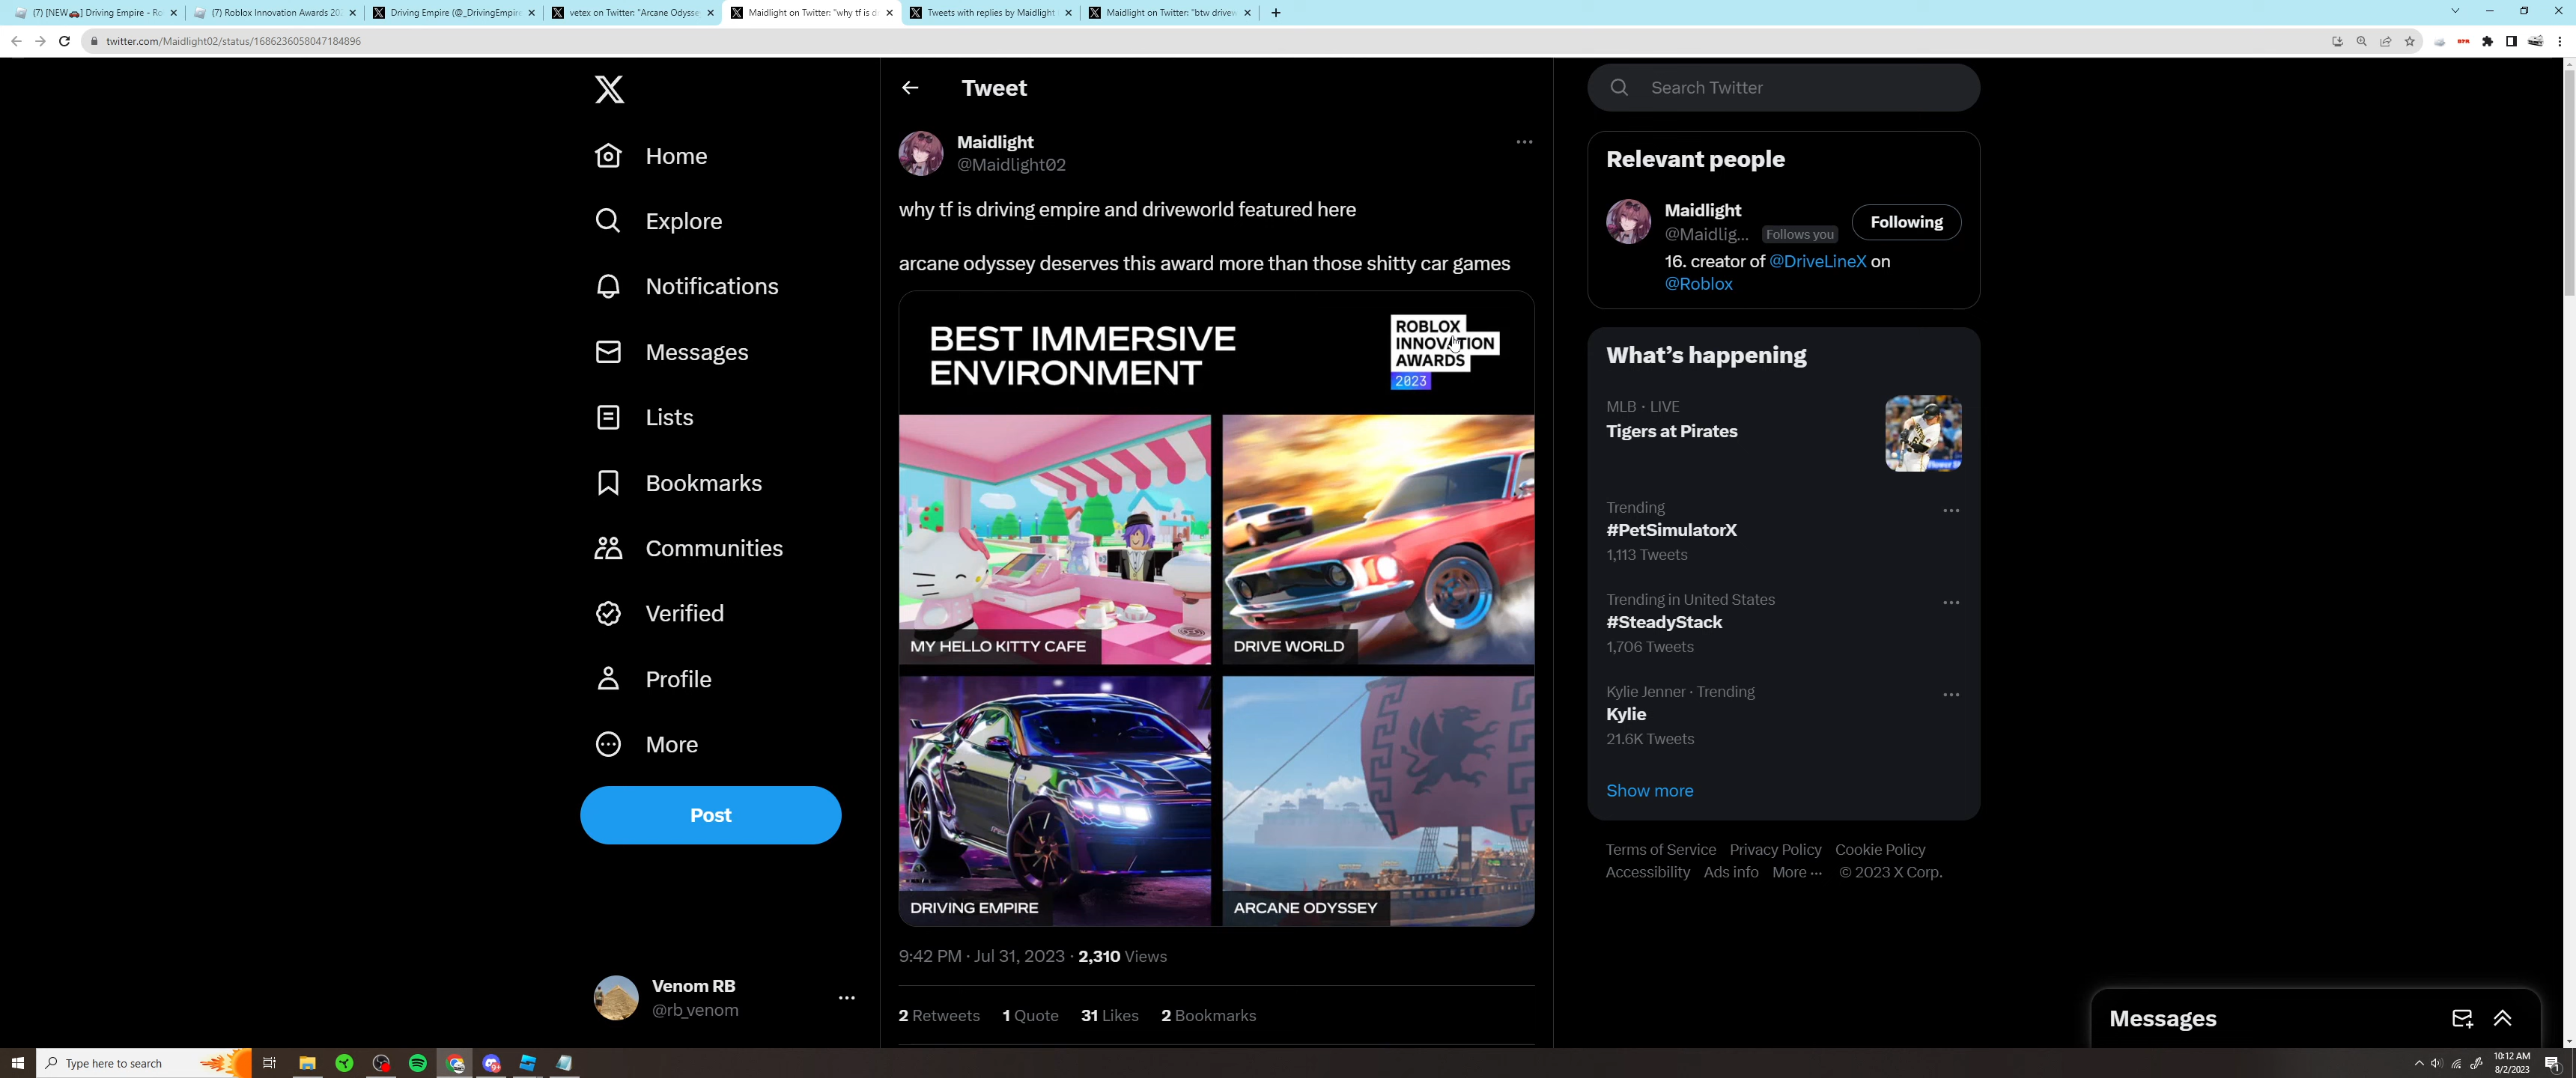 (7) [NEW🚗] Driving Empire - Ro
(7) Roblox Innovation Awards 202
Driving Empire (@_DrivingEmpire
vetex on Twitter: "Arcane Odysse
Maidlight on Twitter: "why tf is d
Tweets with replies by Maidlight
Maidlight on Twitter: "btw drivew
twitter.com/Maidlight02/status/1686236058047184896
Home
Explore
Notifications
Messages
Lists
Bookmarks
Communities
Verified
Profile
More
Post
Venom RB
@rb_venom
Tweet
Maidlight
@Maidlight02
why tf is driving empire and driveworld featured here
arcane odyssey deserves this award more than those shitty car games
BEST IMMERSIVE
ENVIRONMENT
ROBLOX
INNOVATION
AWARDS
2023
MY HELLO KITTY CAFE
DRIVE WORLD
DRIVING EMPIRE
ARCANE ODYSSEY
9:42 PM · Jul 31, 2023 · 2,310 Views
2 Retweets 1 Quote 31 Likes 2 Bookmarks
Search Twitter
Relevant people
Maidlight
@Maidlig... Follows you
Following
16. creator of @DriveLineX on
@Roblox
What's happening
MLB · LIVE
Tigers at Pirates
Trending
#PetSimulatorX
1,113 Tweets
Trending in United States
#SteadyStack
1,706 Tweets
Kylie Jenner · Trending
Kylie
21.6K Tweets
Show more
Terms of Service Privacy Policy Cookie Policy
Accessibility Ads info More ··· © 2023 X Corp.
Messages
Type here to search
10:12 AM
8/2/2023